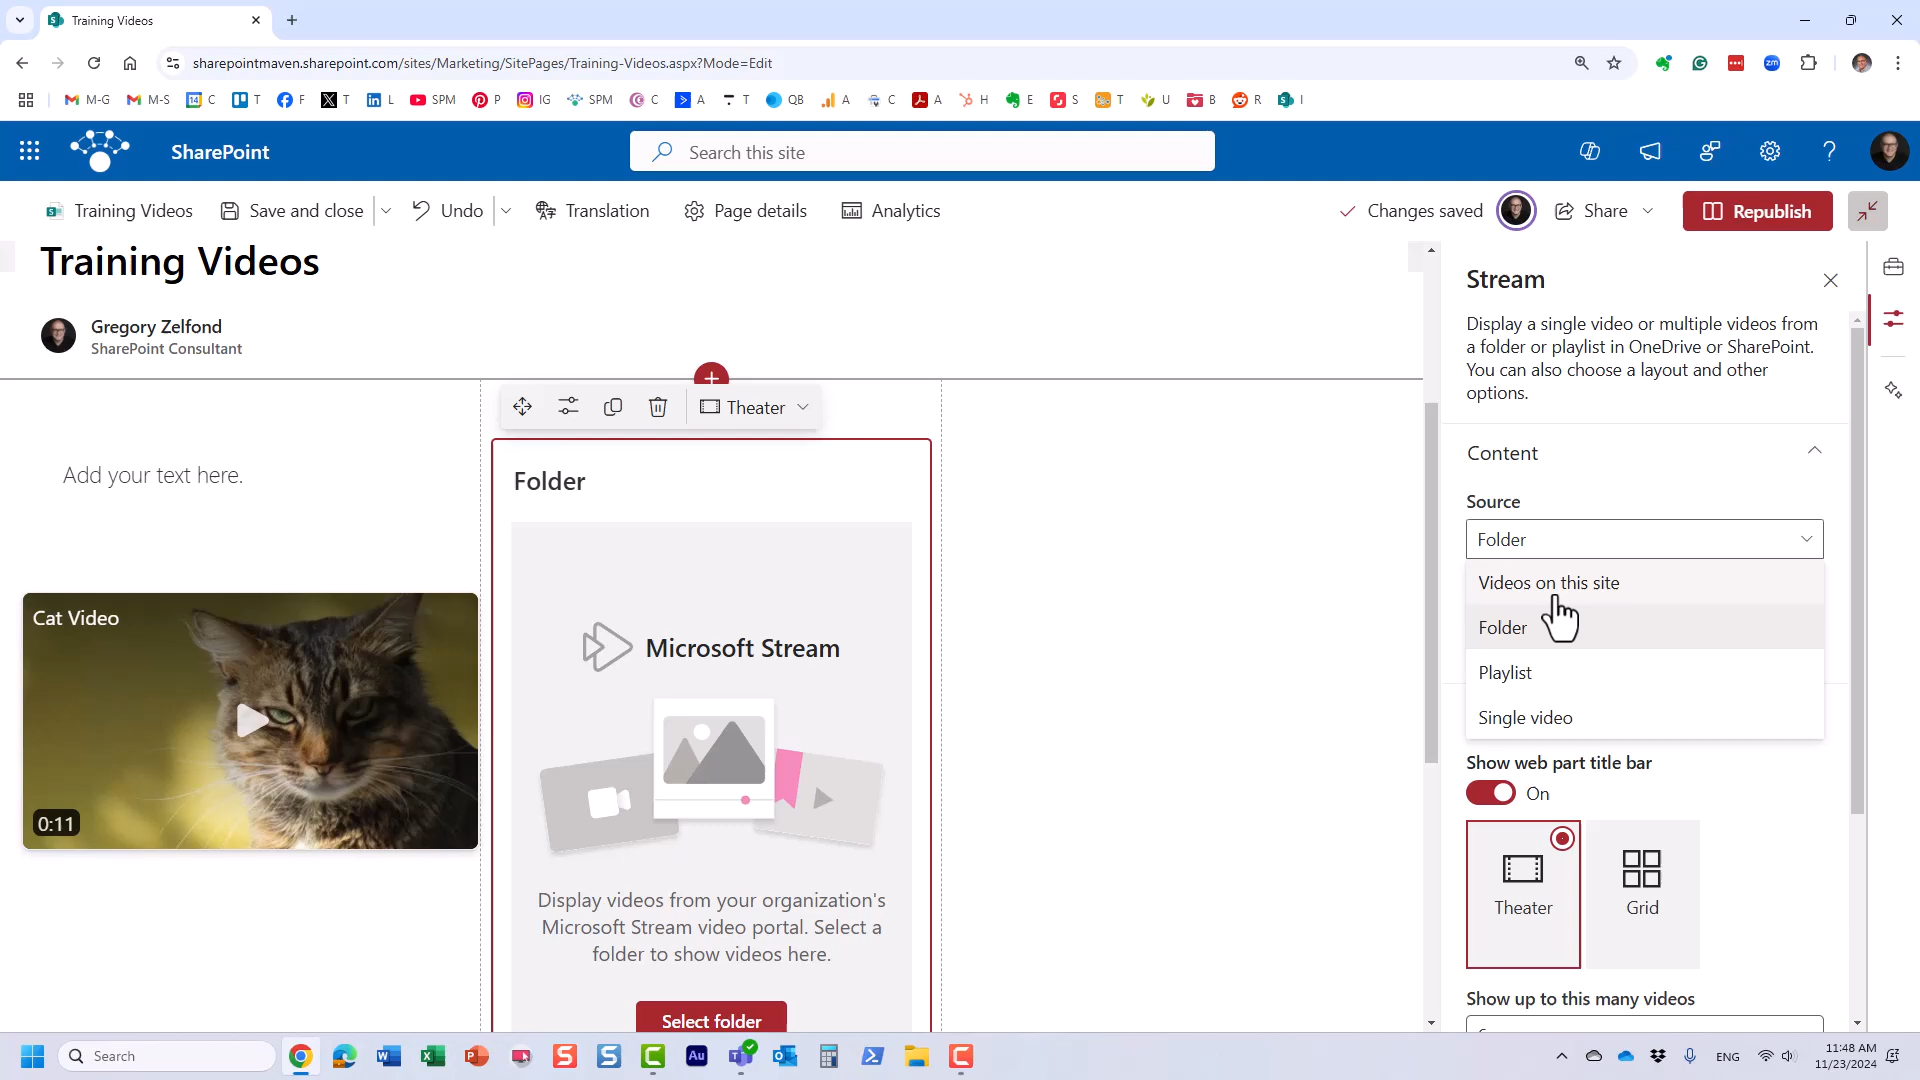 Training Videos
sharepointmaven.sharepoint.com/sites/Marketing/SitePages/Training-Videos.aspx?Mode=Edit
M-G
M-S
C
T
F
T
L
SPM
P
IG
SPM
C
A
T
QB
A
C
A
H
E
S
T
U
B
R
I
SharePoint
Search this site
Training Videos
Save and close
Undo
Translation
Page details
Analytics
Changes saved
Share
Republish
Training Videos
Gregory Zelfond
SharePoint Consultant
Theater
Add your text here.
Cat Video
0:11
Folder
Microsoft Stream
Display videos from your organization's
Microsoft Stream video portal. Select a
folder to show videos here.
Select folder
Stream
Display a single video or multiple videos from
a folder or playlist in OneDrive or SharePoint.
You can also choose a layout and other
options.
Content
Source
Folder
Videos on this site
Folder
Playlist
Single video
Show web part title bar
On
Theater
Grid
Show up to this many videos
Search
ENG
11:48 AM
11/23/2024